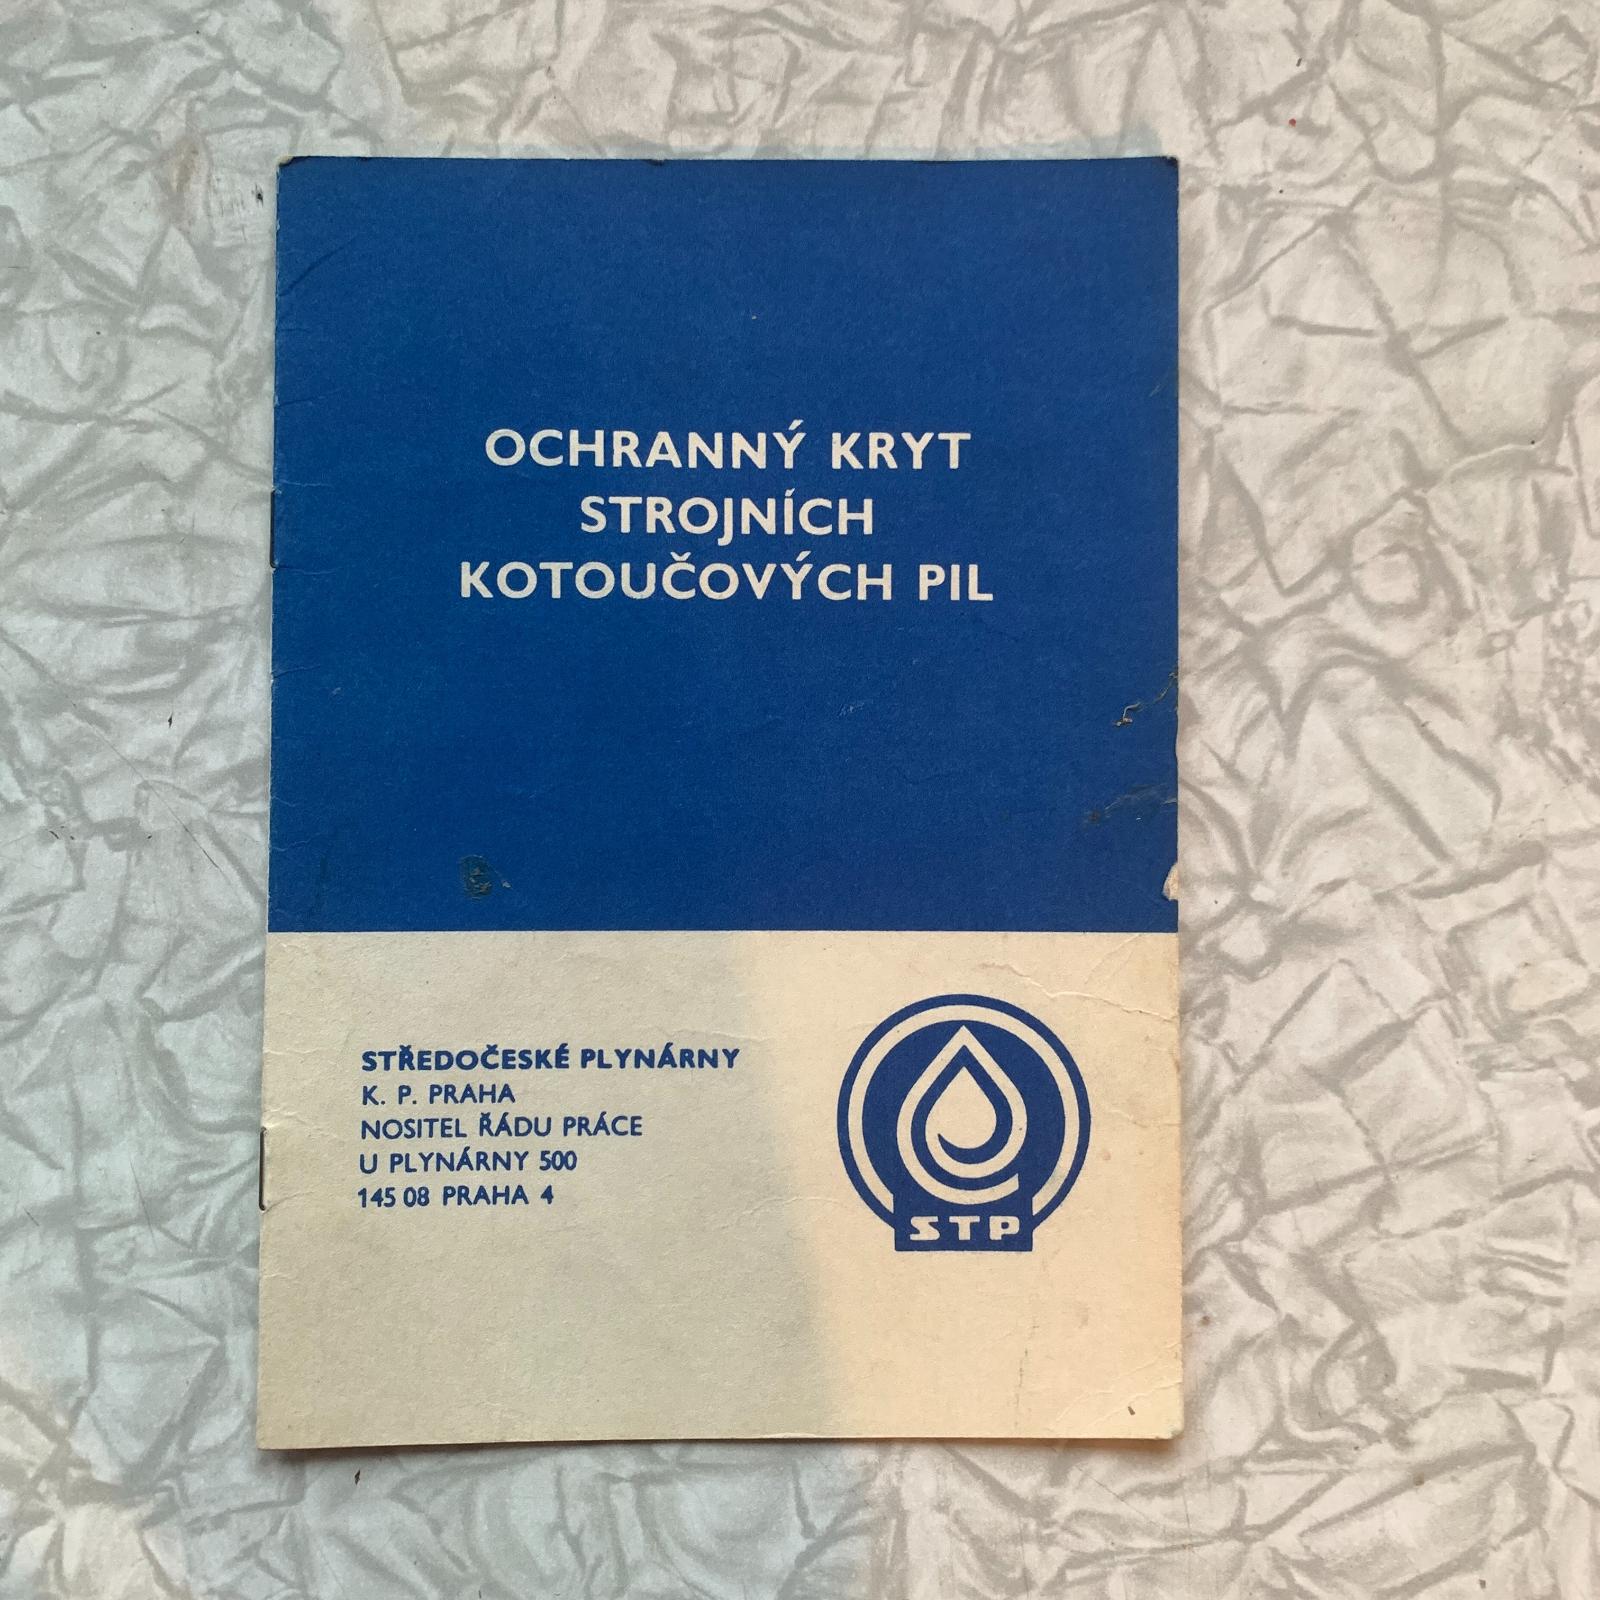 OCHRANNÝ KRYT
STROJNÍCH
KOTOUČOVÝCH PIL
STŘEDOČESKÉ PLYNÁRNY
K. P. PRAHA
NOSITEL ŘÁDU PRÁCE
U PLYNÁRNY 500
145 08 PRAHA 4
STP